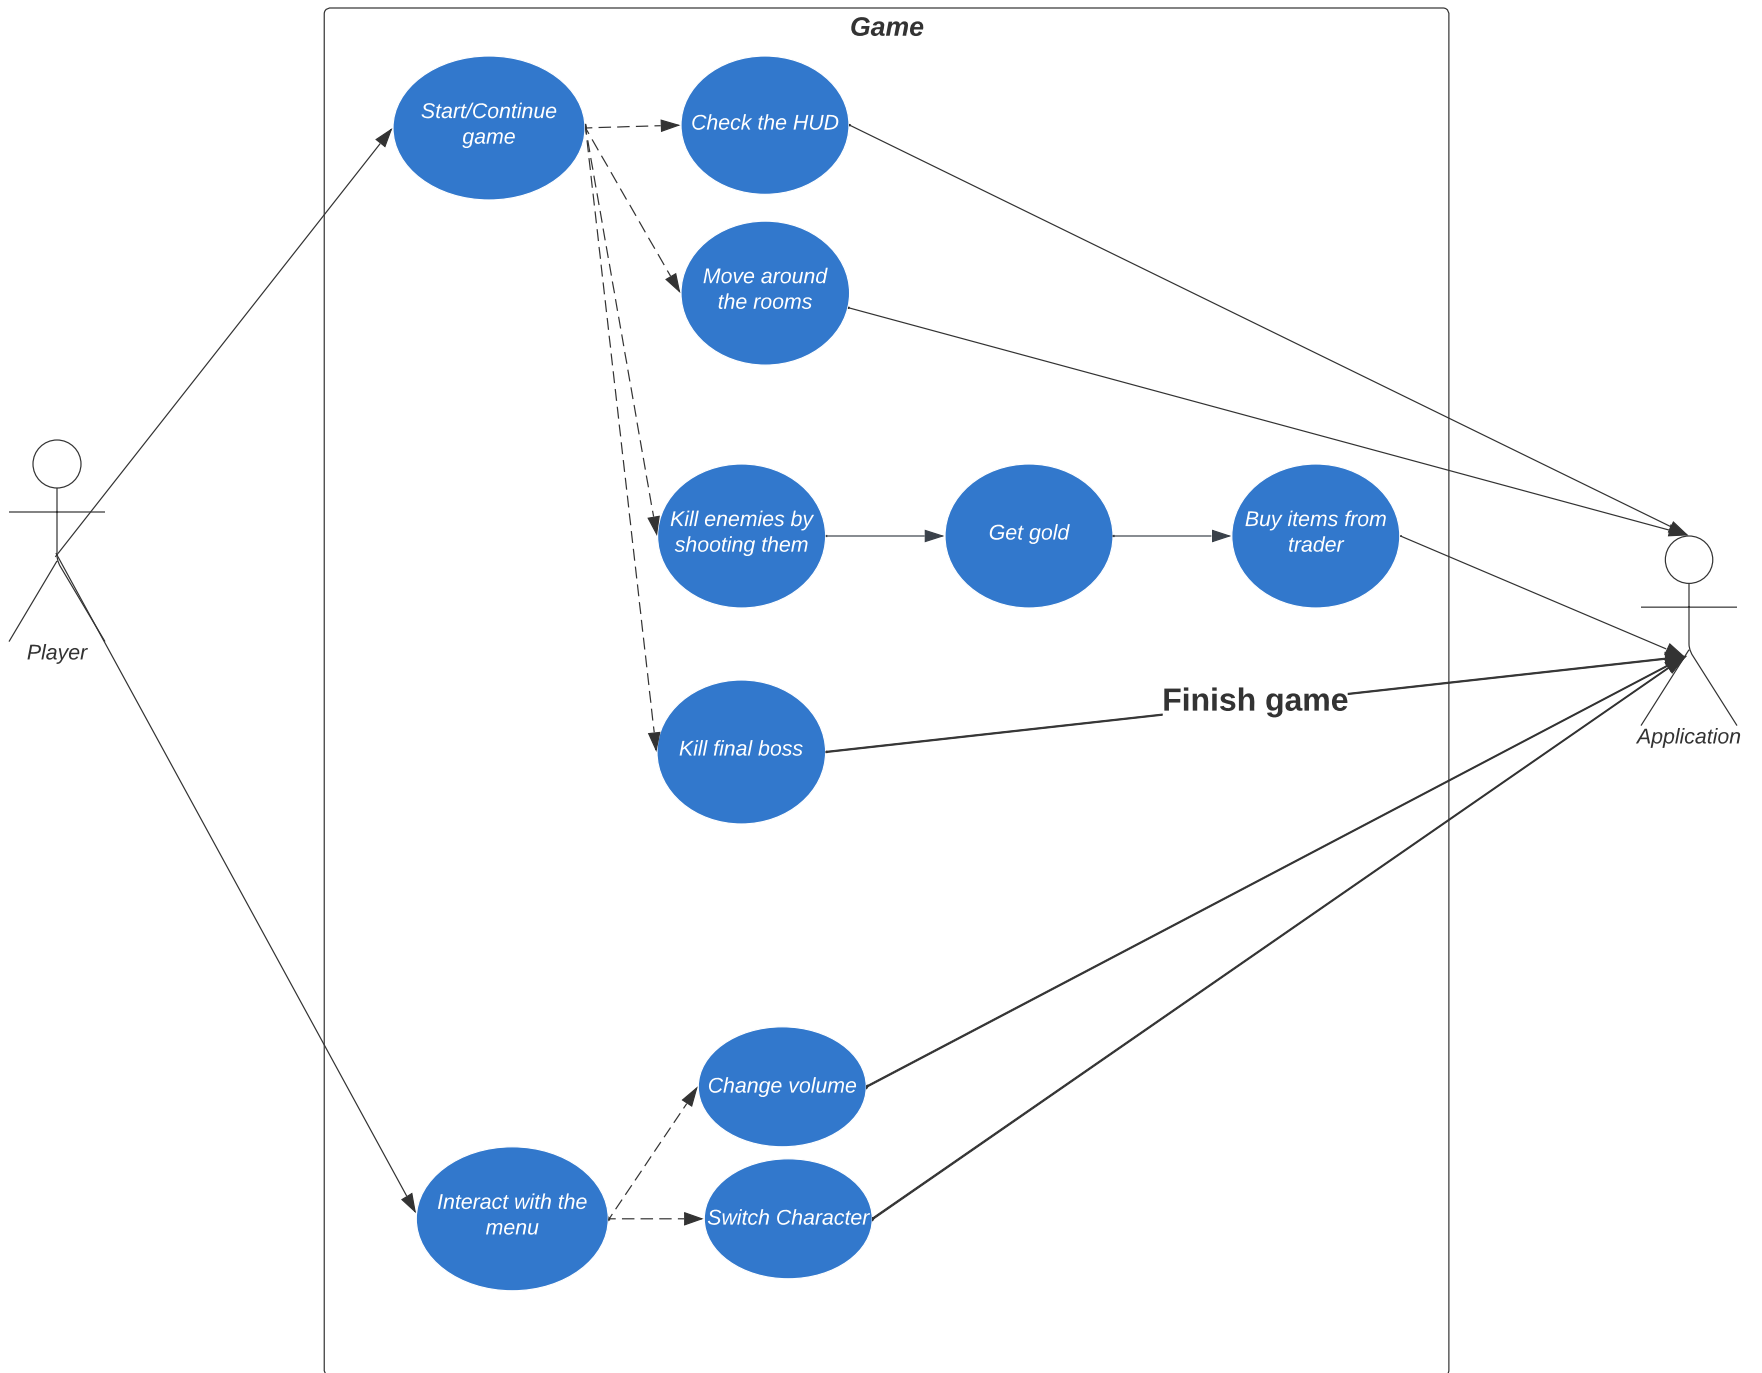 Game
Start/Continue
game
Check the HUD
Move around
the rooms
Kill enemies by
shooting them
Get gold
Buy items from
trader
Player
Finish game
Application
Kill final boss
Change volume
Interact with the
menu
Switch Character